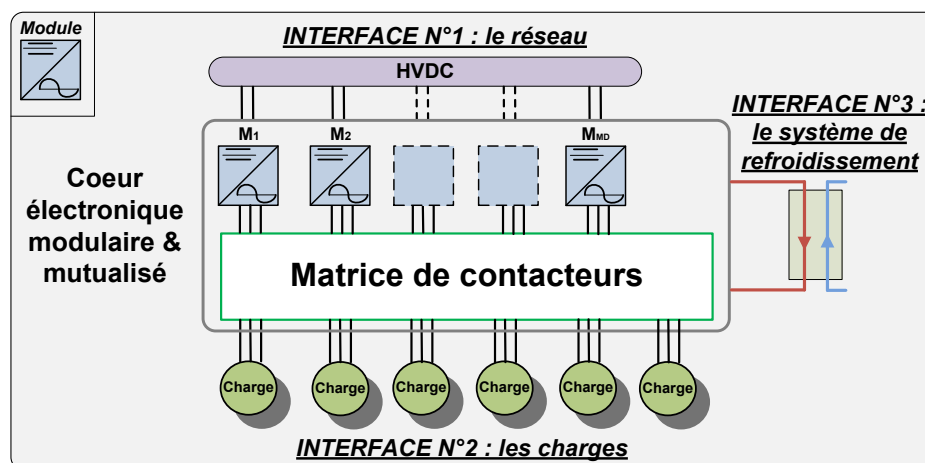 Module
INTERFACE N°1 : le réseau
HVDC
INTERFACE N°3 :
le système de
refroidissement
M1
M2
MMD
Coeur
électronique
modulaire &
mutualisé
Matrice de contacteurs
Charge
Charge
Charge
Charge
Charge
Charge
INTERFACE N°2 : les charges